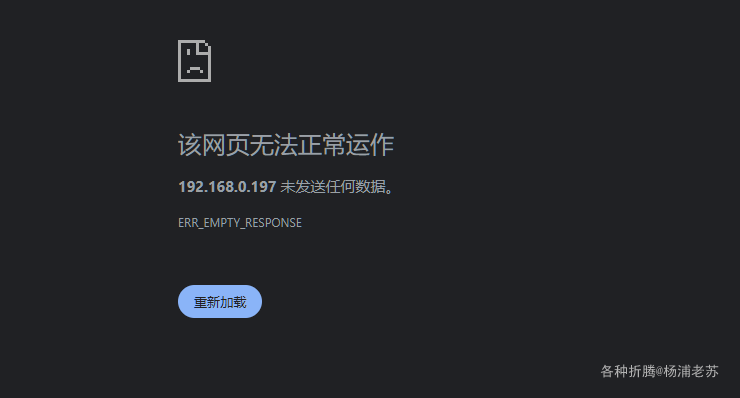 该网页无法正常运作
192.168.0.197 未发送任何数据。
ERR_EMPTY_RESPONSE
重新加载
各种折腾@杨浦老苏